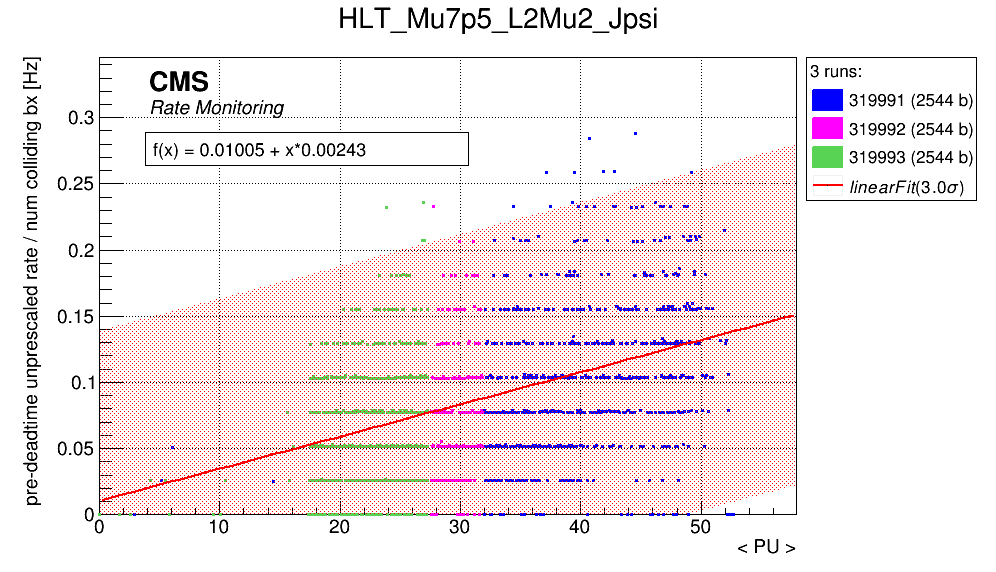 HLT_Mu7p5_L2Mu2_Jpsi
pre-deadtime unprescaled rate / num colliding bx [Hz]
CMS
Rate Monitoring
f(x) = 0.01005 + x*0.00243
0.3
0.25
0.2
0.15
0.1
0.05
0
0 10 20 30 40 50
< PU >
3 runs:
319991 (2544 b)
319992 (2544 b)
319993 (2544 b)
linearFit(3.0σ)